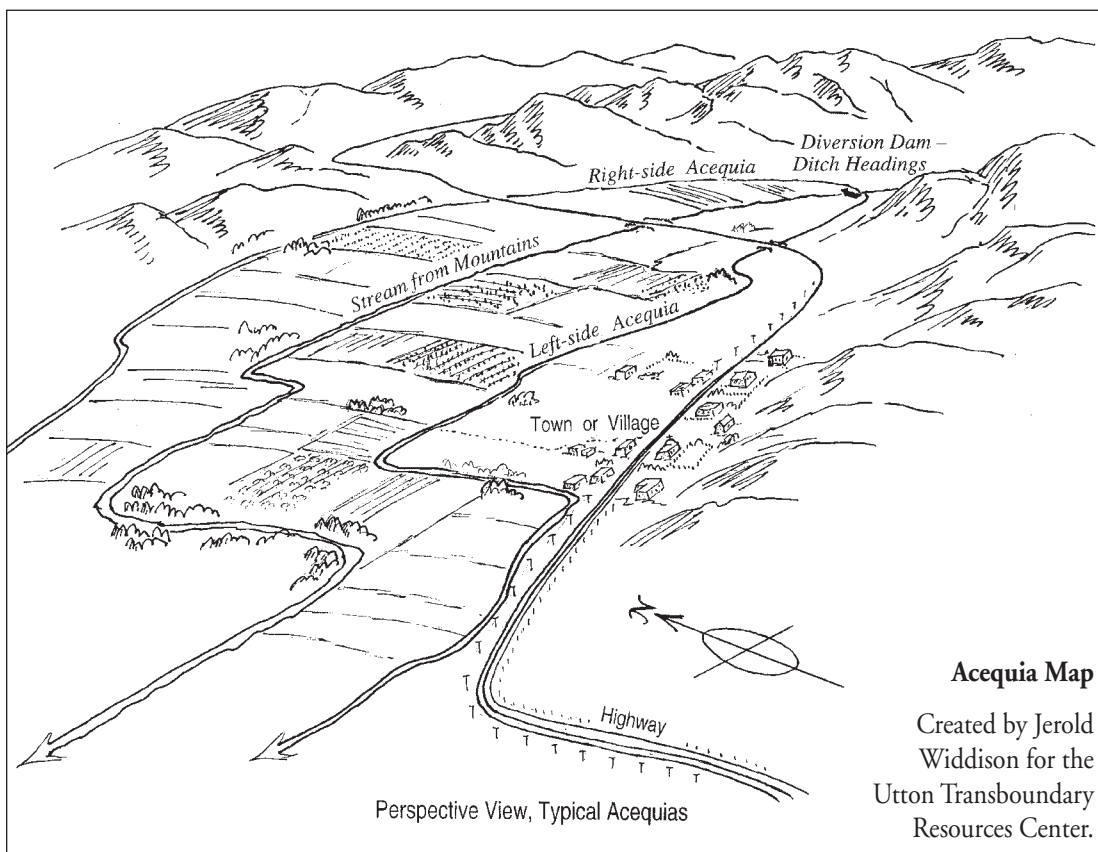 Diversion Dam –
Ditch Headings
Right-side Acequia
Stream from Mountains
Left-side Acequia
Town or Village
Highway
Perspective View, Typical Acequias
Acequia Map
Created by Jerold
Widdison for the
Utton Transboundary
Resources Center.